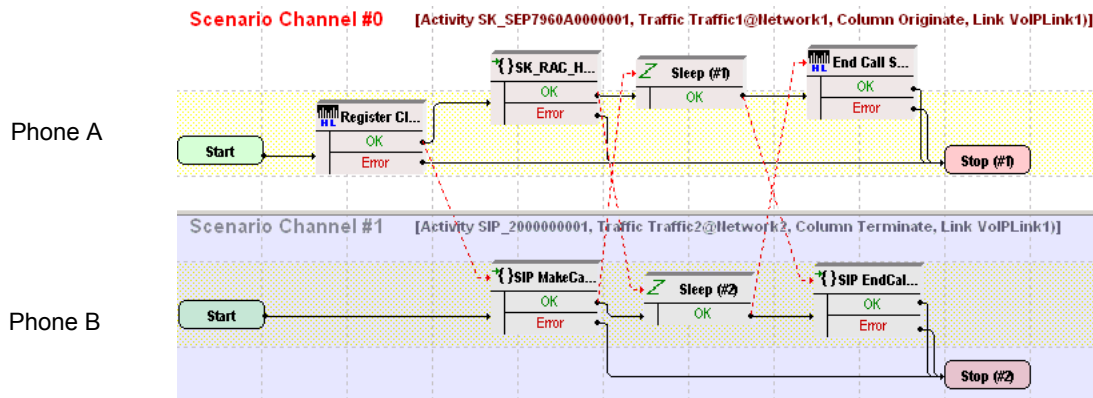 Scenario Channel #0 [Activity SK_SEP7960A0000001, Traffic Traffic1@Network1, Column Originate, Link VoIPLink1)]
{}SK_RAC_H...
OK
Error
Sleep (#1)
OK
HL End Call S...
OK
Error
Phone A
Start
HL Register Cl...
OK
Error
Stop (#1)
Scenario Channel #1 [Activity SIP_2000000001, Traffic Traffic2@Network2, Column Terminate, Link VoIPLink1)]
Phone B
Start
{}SIP MakeCa...
OK
Error
Sleep (#2)
OK
{}SIP EndCal...
OK
Error
Stop (#2)